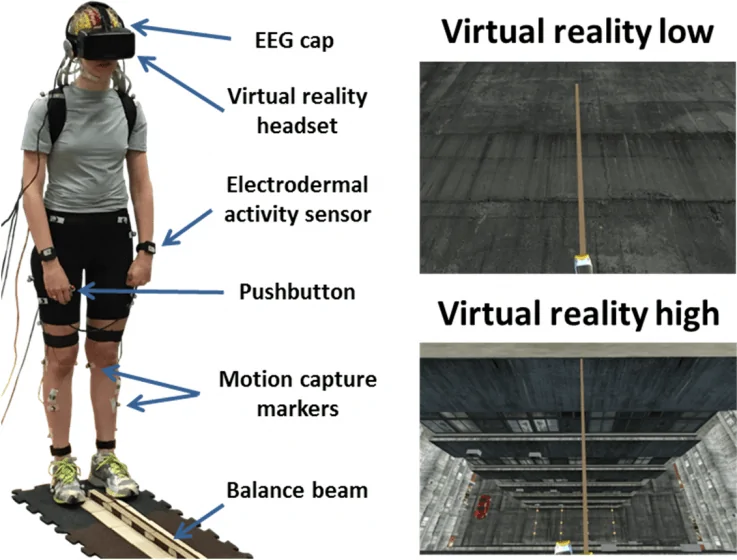 EEG cap
Virtual reality
headset
Electrodermal
activity sensor
Pushbutton
Motion capture
markers
Balance beam
Virtual reality low
Virtual reality high